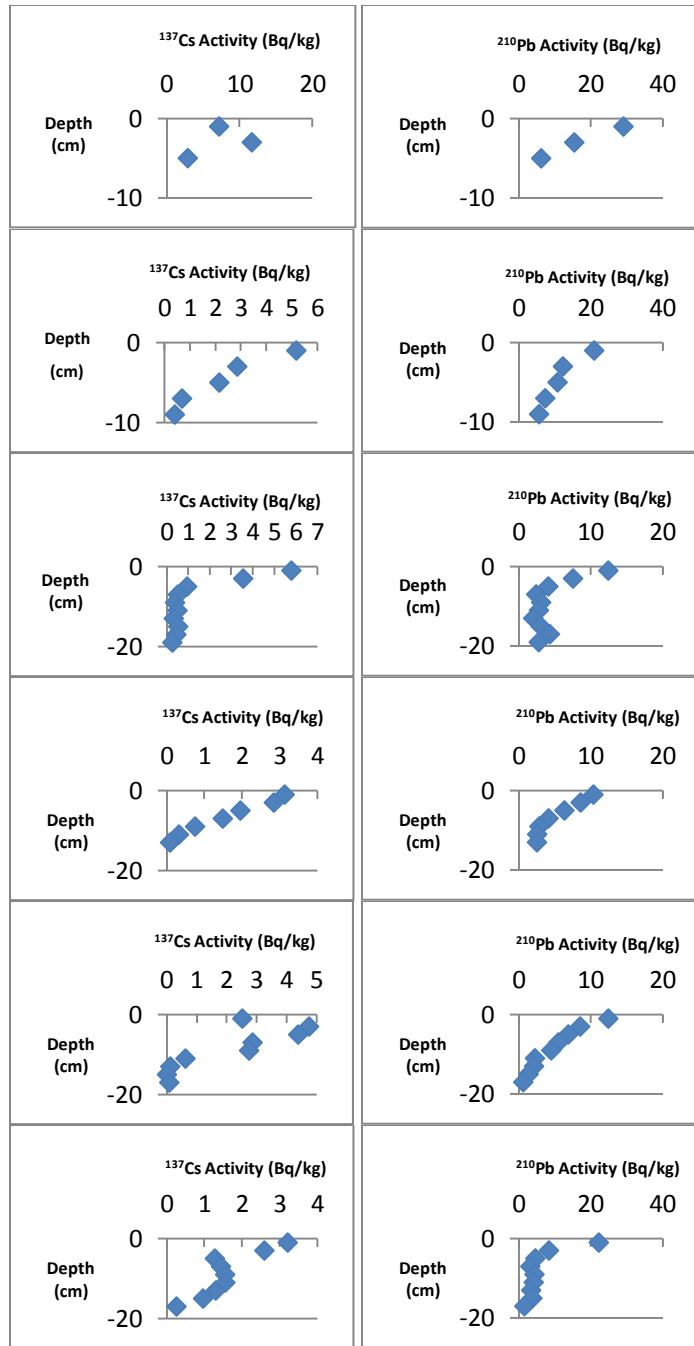 ¹³⁷Cs Activity (Bq/kg)
0 10 20
Depth
(cm)
0
-10
²¹⁰Pb Activity (Bq/kg)
0 20 40
Depth
(cm)
0
-10
¹³⁷Cs Activity (Bq/kg)
0 1 2 3 4 5 6
Depth
(cm)
0
-10
²¹⁰Pb Activity (Bq/kg)
0 20 40
Depth
(cm)
0
-10
¹³⁷Cs Activity (Bq/kg)
0 1 2 3 4 5 6 7
Depth
(cm)
0
-20
²¹⁰Pb Activity (Bq/kg)
0 10 20
Depth
(cm)
0
-20
¹³⁷Cs Activity (Bq/kg)
0 1 2 3 4
Depth
(cm)
0
-20
²¹⁰Pb Activity (Bq/kg)
0 10 20
Depth
(cm)
0
-20
¹³⁷Cs Activity (Bq/kg)
0 1 2 3 4 5
Depth
(cm)
0
-20
²¹⁰Pb Activity (Bq/kg)
0 10 20
Depth
(cm)
0
-20
¹³⁷Cs Activity (Bq/kg)
0 1 2 3 4
Depth
(cm)
0
-20
²¹⁰Pb Activity (Bq/kg)
0 20 40
Depth
(cm)
0
-20